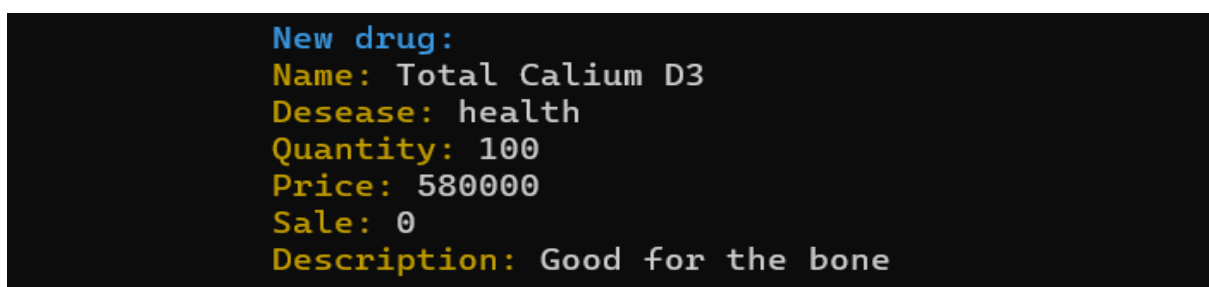 New drug:
Name: Total Calium D3
Desease: health
Quantity: 100
Price: 580000
Sale: 0
Description: Good for the bone